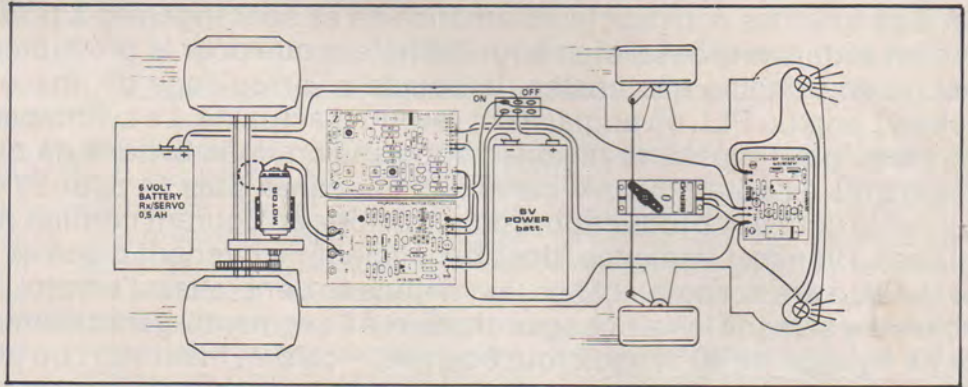 ON
OFF
6 VOLT
BATTERY
Rx/SERVO
0,5 AH
MOTOR
6V
POWER
batt.
SERVO